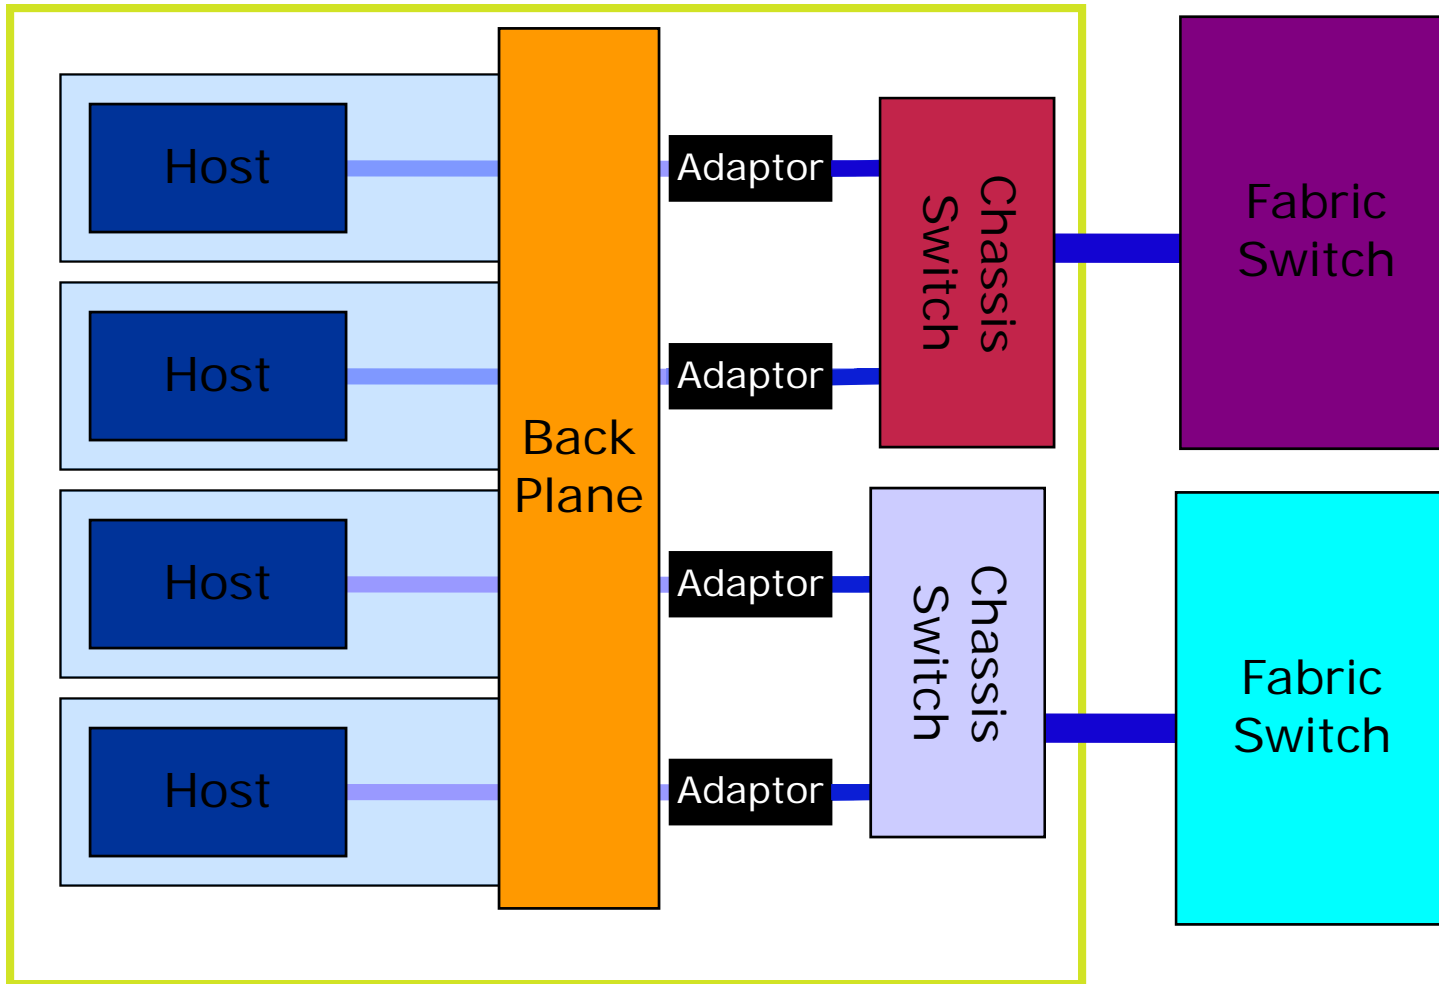 Host
Adaptor
Chassis
Switch
Fabric
Switch
Host
Adaptor
Back
Plane
Host
Adaptor
Chassis
Switch
Fabric
Switch
Host
Adaptor